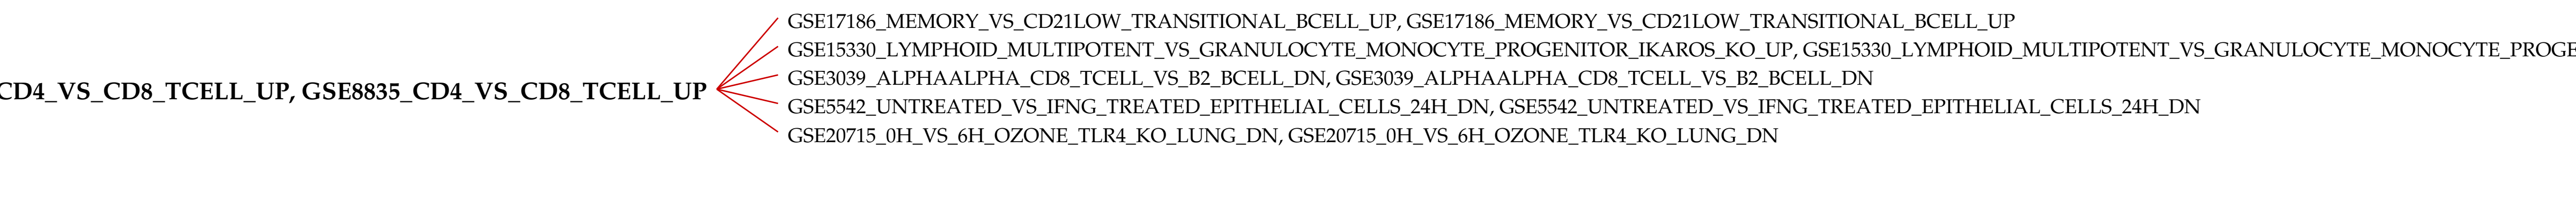 GSE17186_MEMORY_VS_CD21LOW_TRANSITIONAL_BCELL_UP, GSE17186_MEMORY_VS_CD21LOW_TRANSITIONAL_BCELL_UP
GSE15330_LYMPHOID_MULTIPOTENT_VS_GRANULOCYTE_MONOCYTE_PROGENITOR_IKAROS_KO_UP, GSE15330_LYMPHOID_MULTIPOTENT_VS_GRANULOCYTE_MONOCYTE_PROGE
GSE3039_ALPHAALPHA_CD8_TCELL_VS_B2_BCELL_DN, GSE3039_ALPHAALPHA_CD8_TCELL_VS_B2_BCELL_DN
CD4_VS_CD8_TCELL_UP, GSE8835_CD4_VS_CD8_TCELL_UP
GSE5542_UNTREATED_VS_IFNG_TREATED_EPITHELIAL_CELLS_24H_DN, GSE5542_UNTREATED_VS_IFNG_TREATED_EPITHELIAL_CELLS_24H_DN
GSE20715_0H_VS_6H_OZONE_TLR4_KO_LUNG_DN, GSE20715_0H_VS_6H_OZONE_TLR4_KO_LUNG_DN